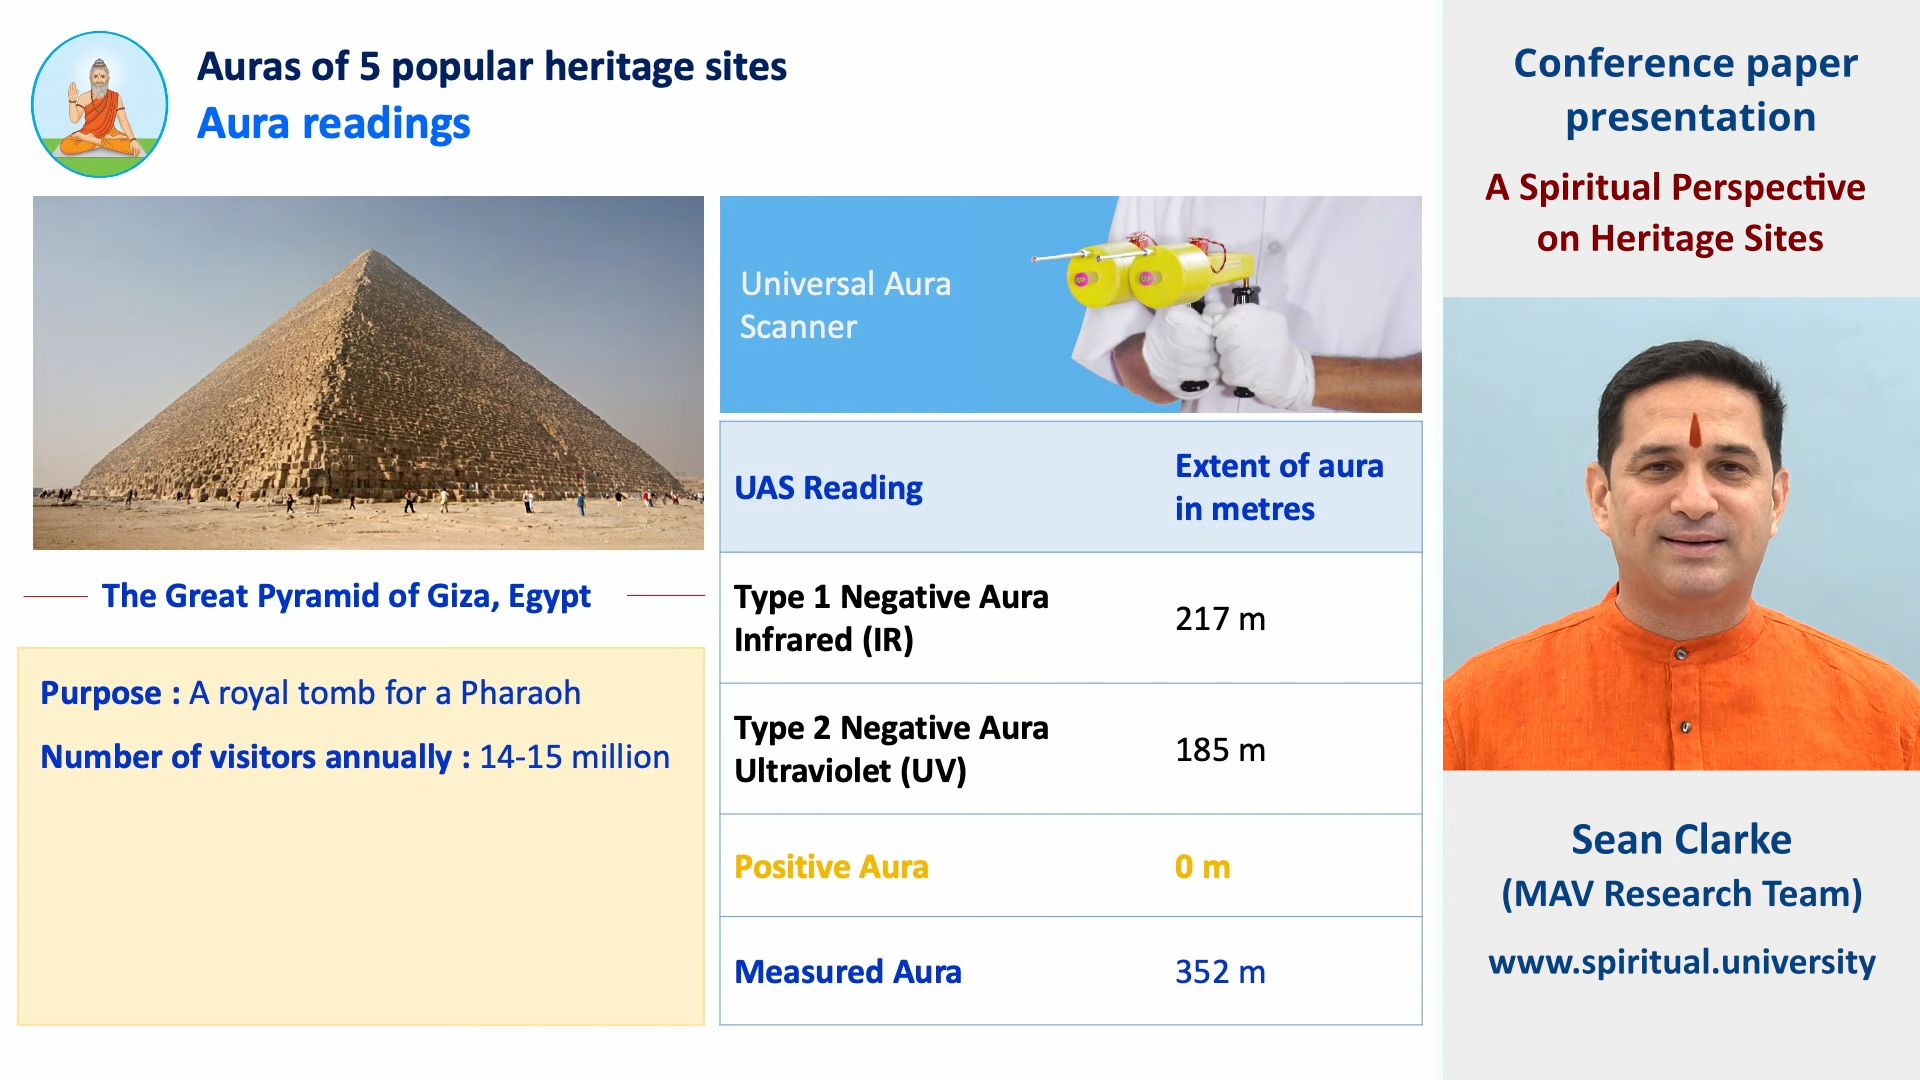 Auras of 5 popular heritage sites
Aura readings
The Great Pyramid of Giza, Egypt
Purpose : A royal tomb for a Pharaoh
Number of visitors annually : 14-15 million
Universal Aura
Scanner
UAS Reading
Extent of aura
in metres
Type 1 Negative Aura
Infrared (IR)
217 m
Type 2 Negative Aura
Ultraviolet (UV)
185 m
Positive Aura
0 m
Measured Aura
352 m
Conference paper
presentation
A Spiritual Perspective
on Heritage Sites
Sean Clarke
(MAV Research Team)
www.spiritual.university